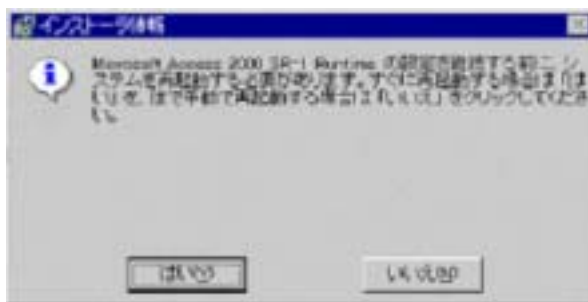 インストーラ情報
Microsoft Access 2000 SR-1 Runtime の設定を継続する前に シ
ステムを再起動する必要があります。すぐに再起動する場合は 「は
い」 を、 後で手動で再起動する場合は 「いいえ」 をクリックしてくださ
い。
はい(Y)
いいえ(N)